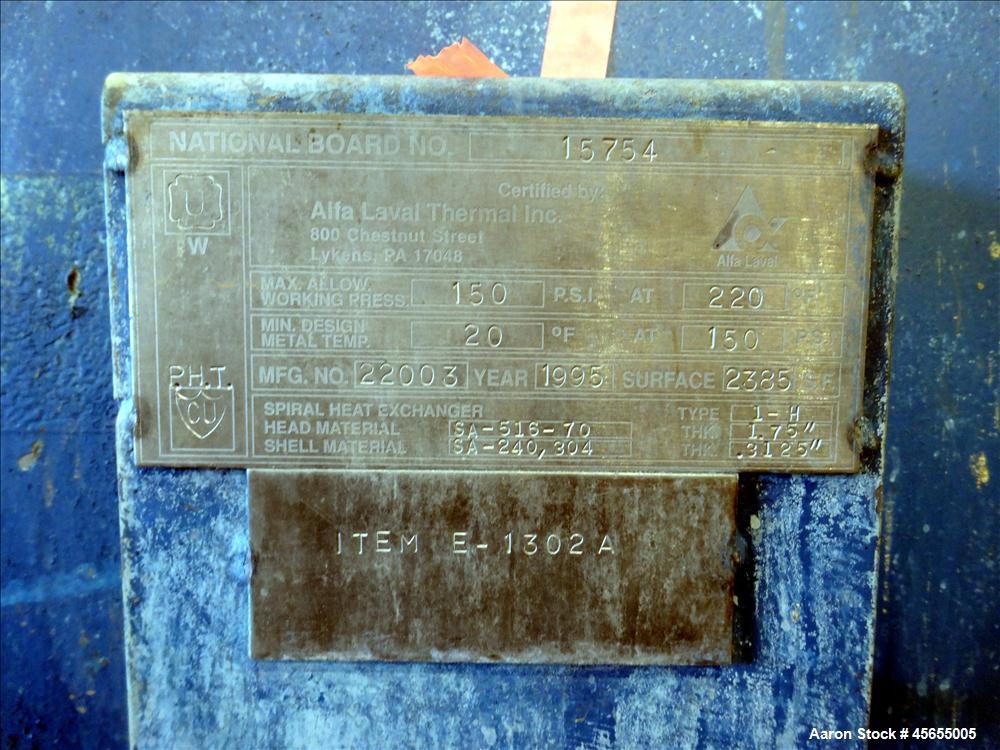 NATIONAL BOARD NO. 15754
U
W
Certified by:
Alfa Laval Thermal Inc.
800 Chestnut Street
Lykens, PA 17048
Alfa Laval
MAX. ALLOW. WORKING PRESS. 150 P.S.I. AT 220 °F
MIN. DESIGN METAL TEMP. 20 °F AT 150 PSI
P.H.T.
CU
MFG. NO. 22003 YEAR 1995 SURFACE 2385 S.F.
SPIRAL HEAT EXCHANGER TYPE 1-H
HEAD MATERIAL SA-516-70 THK. 1.75"
SHELL MATERIAL SA-240,304 THK. .3125"
ITEM E-1302A
Aaron Stock # 45655005